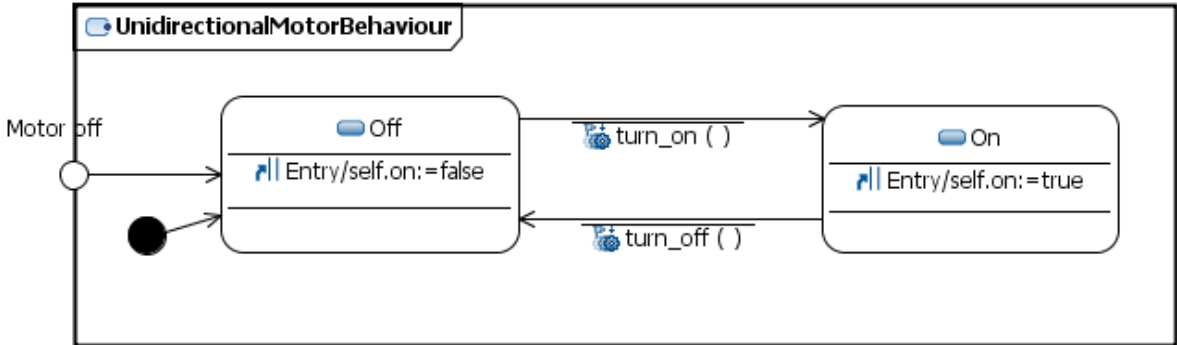 UnidirectionalMotorBehaviour
Motor off
Off
Entry/self.on:=false
turn_on ( )
On
Entry/self.on:=true
turn_off ( )